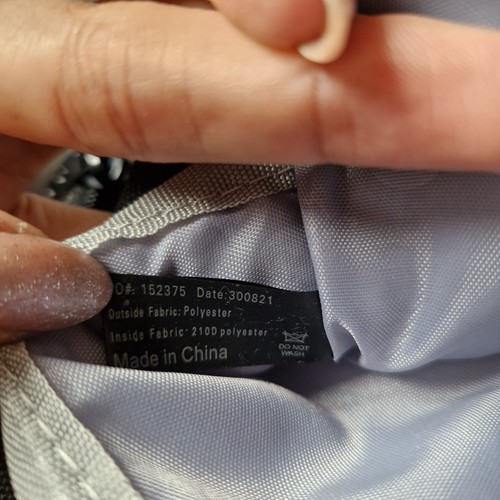 O#: 152375 Date:300821
Outside Fabric: Polyester
Inside Fabric: 210D polyester
DO NOT
WASH
Made in China